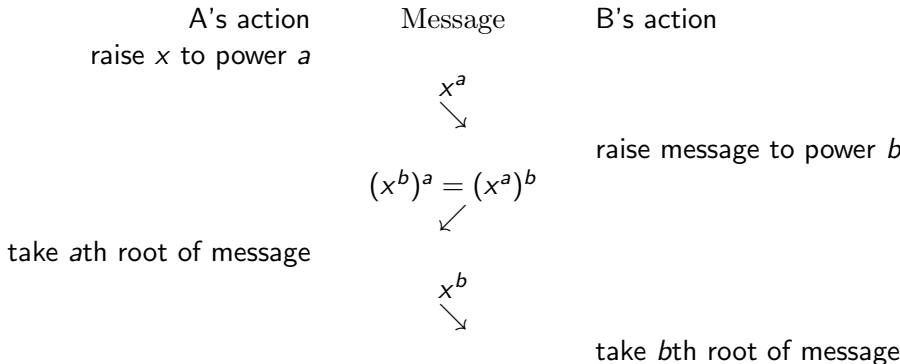 A's action Message B's action
raise x to power a
x^a
↘
raise message to power b
(x^b)^a = (x^a)^b
↙
take ath root of message
x^b
↘
take bth root of message